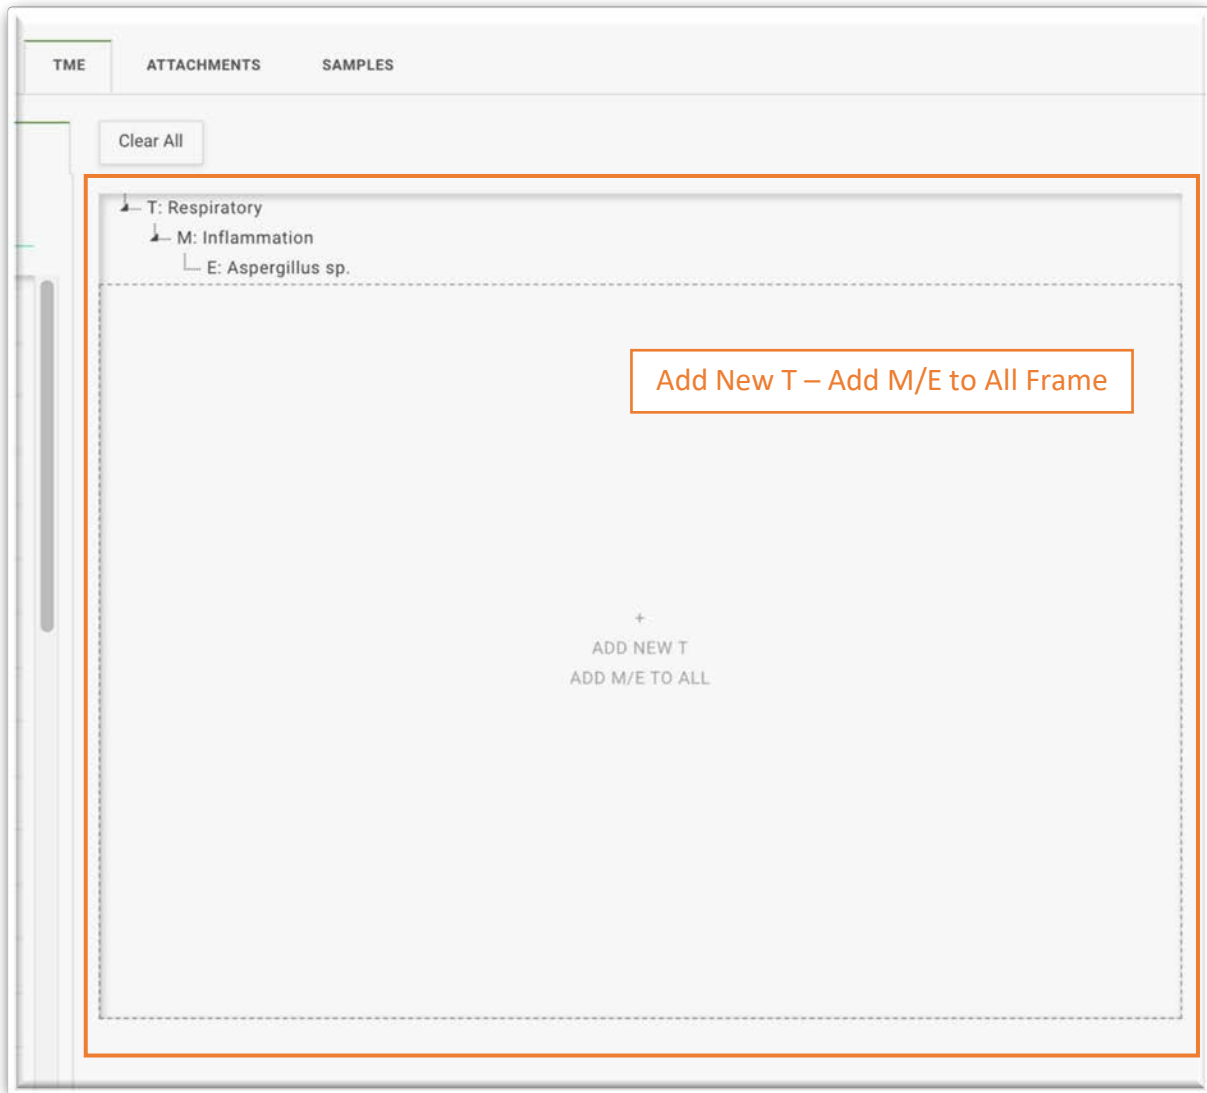 TME ATTACHMENTS SAMPLES
Clear All
T: Respiratory
M: Inflammation
E: Aspergillus sp.
Add New T – Add M/E to All Frame
+
ADD NEW T
ADD M/E TO ALL